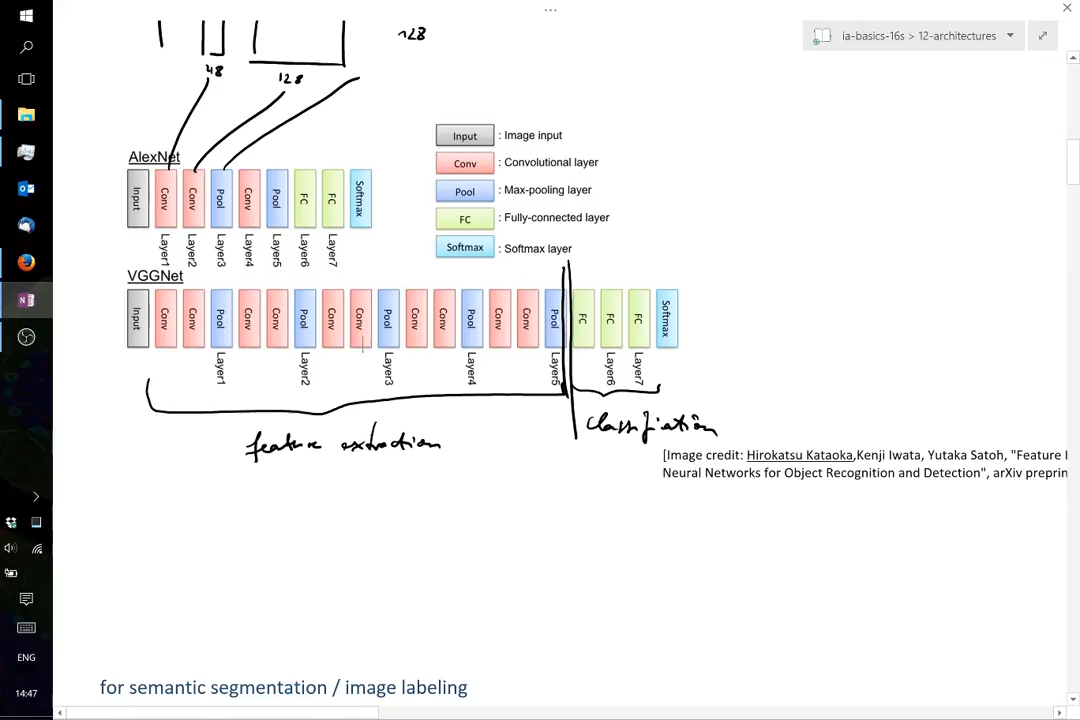 ia-basics-16s > 12-architectures
128
48
128
AlexNet
Input
Conv
Conv
Pool
Conv
Pool
FC
FC
Softmax
Layer1
Layer2
Layer3
Layer4
Layer5
Layer6
Layer7
Input : Image input
Conv : Convolutional layer
Pool : Max-pooling layer
FC : Fully-connected layer
Softmax : Softmax layer
VGGNet
Input
Conv
Conv
Pool
Conv
Conv
Pool
Conv
Conv
Pool
Conv
Conv
Pool
Conv
Conv
Pool
FC
FC
FC
Softmax
Layer1
Layer2
Layer3
Layer4
Layer5
Layer6
Layer7
feature extraction
classification
[Image credit: Hirokatsu Kataoka,Kenji Iwata, Yutaka Satoh, "Feature
Neural Networks for Object Recognition and Detection", arXiv preprin
for semantic segmentation / image labeling
ENG
14:47